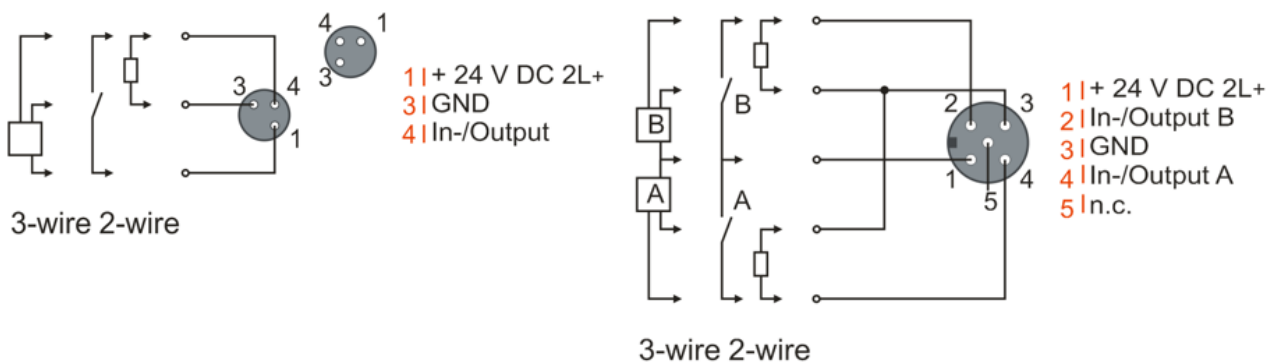 4 1
3
3 4
1
1 + 24 V DC 2L+
3 GND
4 In-/Output
3-wire 2-wire
B
B
A
A
2 3
1 4
5
1 + 24 V DC 2L+
2 In-/Output B
3 GND
4 In-/Output A
5 n.c.
3-wire 2-wire